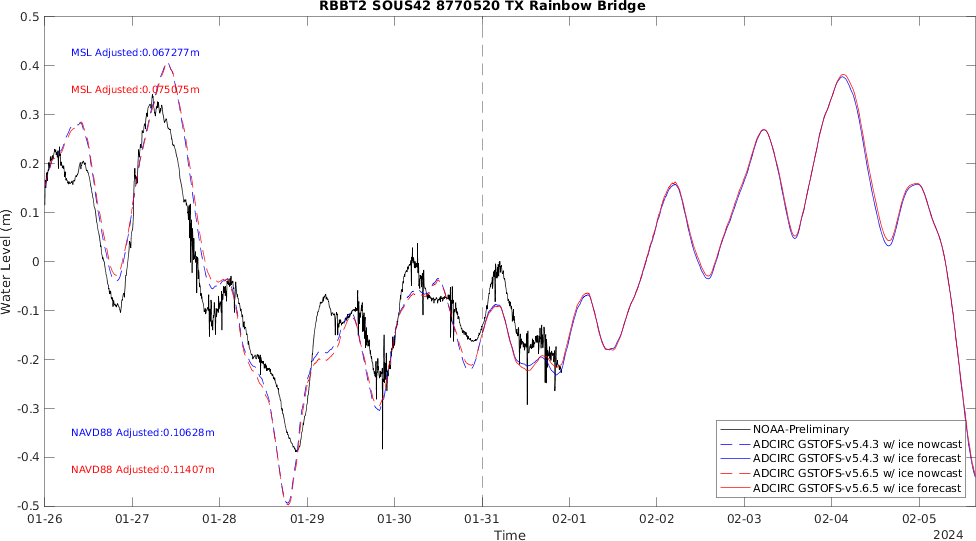 RBBT2 SOUS42 8770520 TX Rainbow Bridge
0.5
MSL Adjusted:0.067277m
0.4
MSL Adjusted:0.075075m
0.3
0.2
0.1
0
Water Level (m)
-0.1
-0.2
-0.3
NAVD88 Adjusted:0.10628m
-0.4
NAVD88 Adjusted:0.11407m
-0.5
NOAA-Preliminary
ADCIRC GSTOFS-v5.4.3 w/ ice nowcast
ADCIRC GSTOFS-v5.4.3 w/ ice forecast
ADCIRC GSTOFS-v5.6.5 w/ ice nowcast
ADCIRC GSTOFS-v5.6.5 w/ ice forecast
01-26 01-27 01-28 01-29 01-30 01-31 02-01 02-02 02-03 02-04 02-05
Time
2024